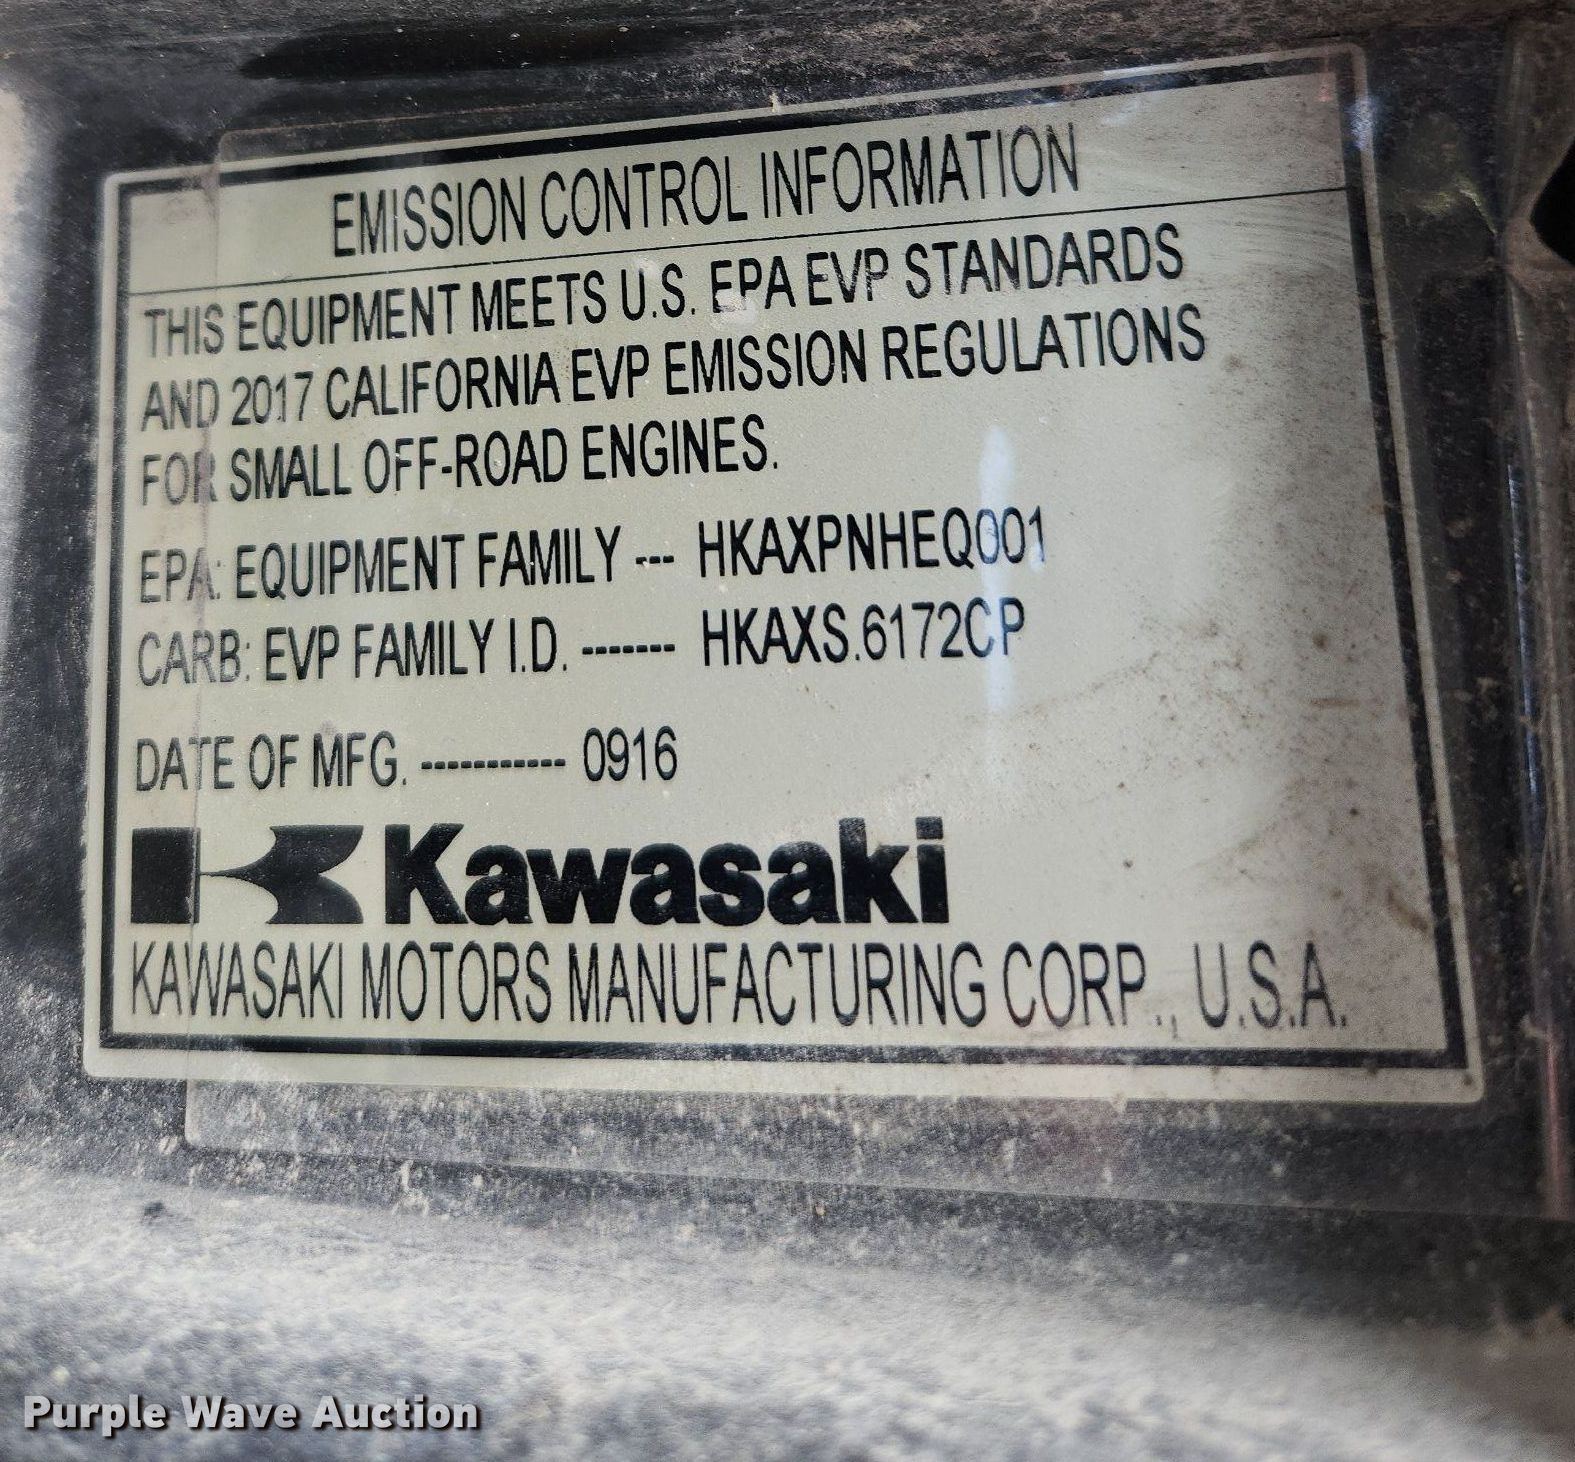 EMISSION CONTROL INFORMATION
THIS EQUIPMENT MEETS U.S. EPA EVP STANDARDS
AND 2017 CALIFORNIA EVP EMISSION REGULATIONS
FOR SMALL OFF-ROAD ENGINES.
EPA: EQUIPMENT FAMILY --- HKAXPNHEQ001
CARB: EVP FAMILY I.D. ------- HKAXS.6172CP
DATE OF MFG. ----------- 0916
Kawasaki
KAWASAKI MOTORS MANUFACTURING CORP., U.S.A.
Purple Wave Auction